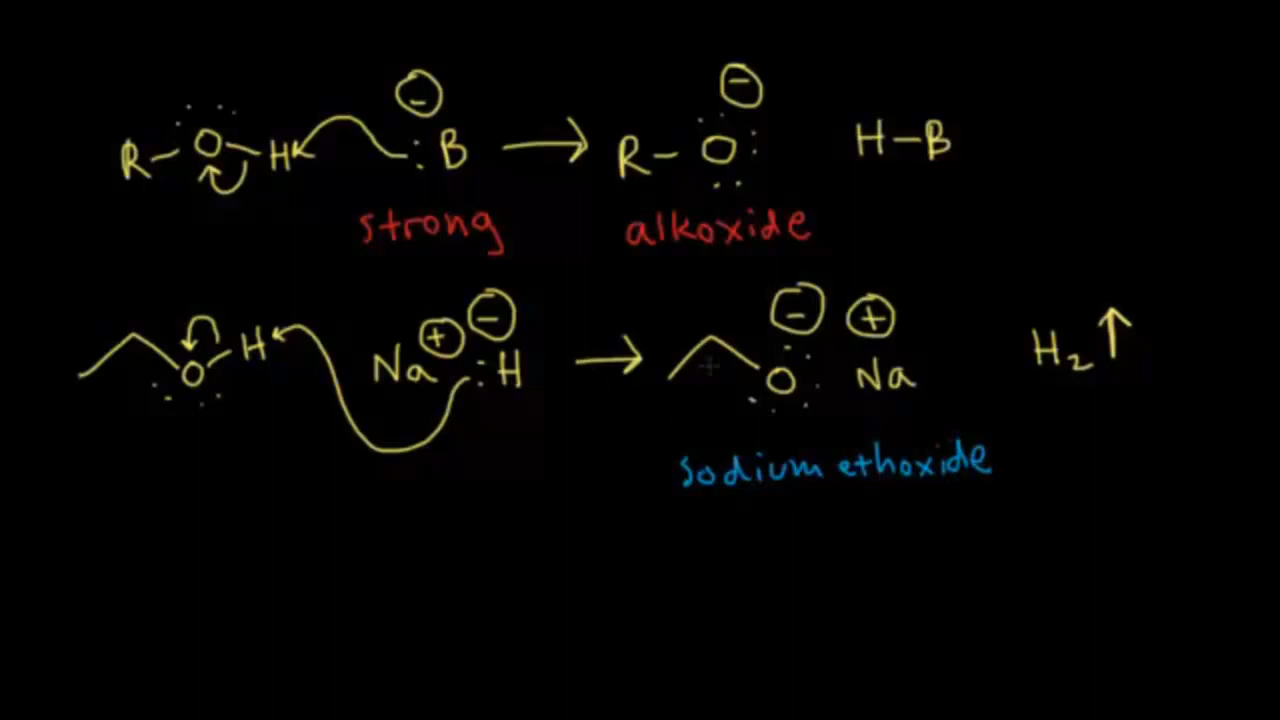 R-O-H :B⊖ → R-O⊖ H-B
strong alkoxide
O-H Na⊕ :H⊖ → O⊖ Na⊕ H₂↑
sodium ethoxide